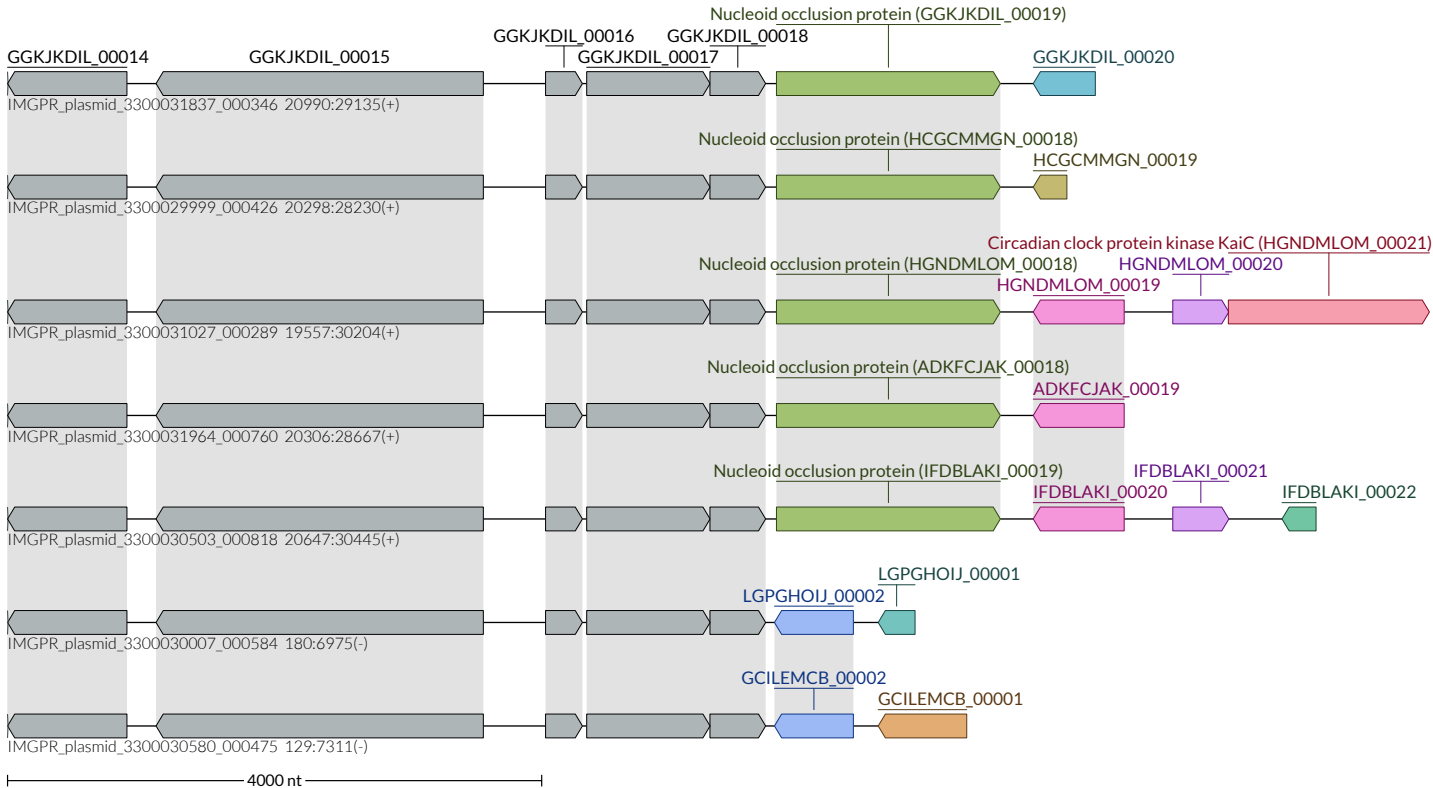 Nucleoid occlusion protein (GGKJKDIL_00019)
GGKJKDIL_00016 GGKJKDIL_00018
GGKJKDIL_00014 GGKJKDIL_00015 GGKJKDIL_00017 GGKJKDIL_00020
IMGPR_plasmid_3300031837_000346 20990:29135(+)
Nucleoid occlusion protein (HCGCMMGN_00018)
HCGCMMGN_00019
IMGPR_plasmid_3300029999_000426 20298:28230(+)
Circadian clock protein kinase KaiC (HGNDMLOM_00021)
Nucleoid occlusion protein (HGNDMLOM_00018) HGNDMLOM_00020
HGNDMLOM_00019
IMGPR_plasmid_3300031027_000289 19557:30204(+)
Nucleoid occlusion protein (ADKFCJAK_00018)
ADKFCJAK_00019
IMGPR_plasmid_3300031964_000760 20306:28667(+)
Nucleoid occlusion protein (IFDBLAKI_00019) IFDBLAKI_00021
IFDBLAKI_00020 IFDBLAKI_00022
IMGPR_plasmid_3300030503_000818 20647:30445(+)
LGPGHOIJ_00001
LGPGHOIJ_00002
IMGPR_plasmid_3300030007_000584 180:6975(-)
GCILEMCB_00002
GCILEMCB_00001
IMGPR_plasmid_3300030580_000475 129:7311(-)
4000 nt